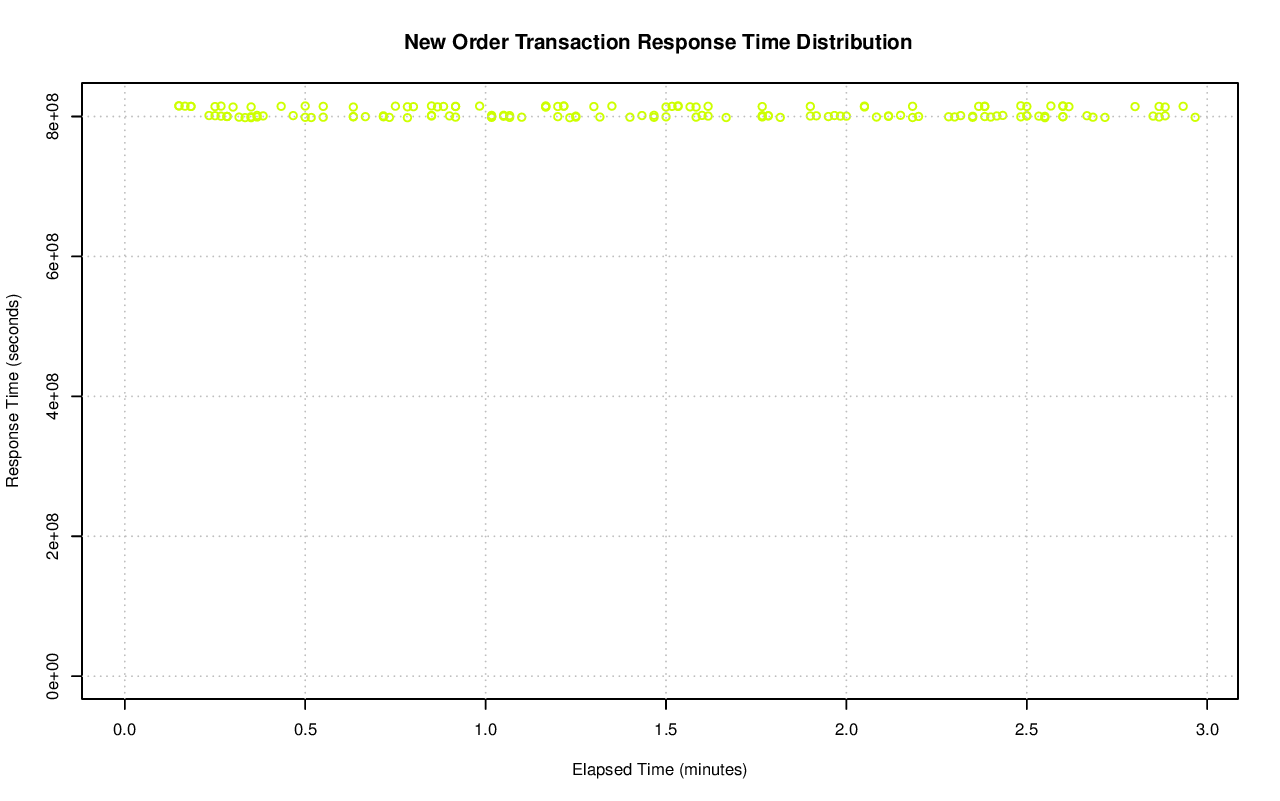 New Order Transaction Response Time Distribution
Response Time (seconds)
8e+08
6e+08
4e+08
2e+08
0e+00
0.0 0.5 1.0 1.5 2.0 2.5 3.0
Elapsed Time (minutes)